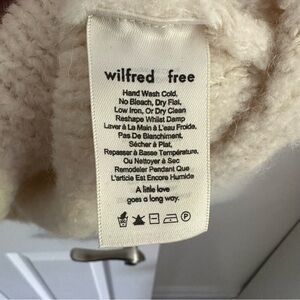 wilfred free
Hand Wash Cold,
No Bleach, Dry Flat,
Low Iron, Or Dry Clean
Reshape Whilst Damp
Laver à La Main à L'eau Froide,
Pas De Blanchiment,
Sécher à Plat,
Repasser à Basse Température,
Ou Nettoyer à Sec
Remodeler Pendant Que
L'article Est Encore Humide
A little love
goes a long way.
P